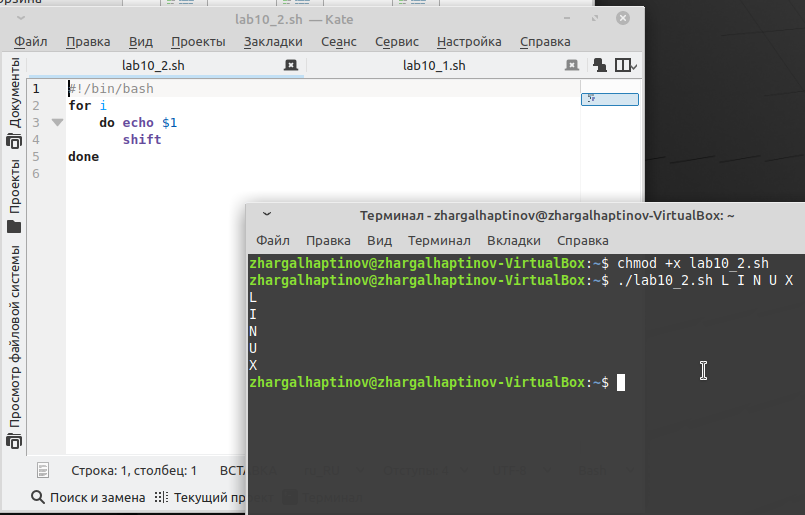 lab10_2.sh — Kate
Файл Правка Вид Проекты Закладки Сеанс Сервис Настройка Справка
lab10_2.sh lab10_1.sh
Документы
Проекты
Просмотр файловой системы
1 #!/bin/bash
2 for i
3     do echo $1
4        shift
5 done
6
Строка: 1, столбец: 1
Поиск и замена Текущий
Терминал - zhargalhaptinov@zhargalhaptinov-VirtualBox: ~
Файл Правка Вид Терминал Вкладки Справка
zhargalhaptinov@zhargalhaptinov-VirtualBox:~$ chmod +x lab10_2.sh
zhargalhaptinov@zhargalhaptinov-VirtualBox:~$ ./lab10_2.sh L I N U X
L
I
N
U
X
zhargalhaptinov@zhargalhaptinov-VirtualBox:~$